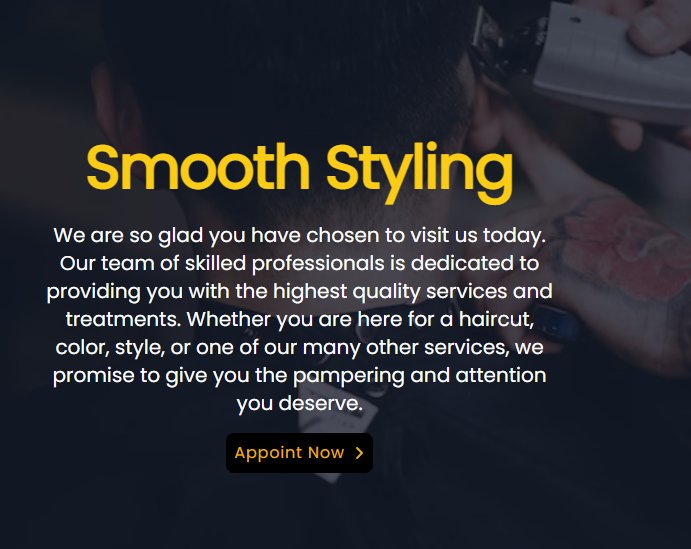 Smooth Styling
We are so glad you have chosen to visit us today.
Our team of skilled professionals is dedicated to
providing you with the highest quality services and
treatments. Whether you are here for a haircut,
color, style, or one of our many other services, we
promise to give you the pampering and attention
you deserve.
Appoint Now